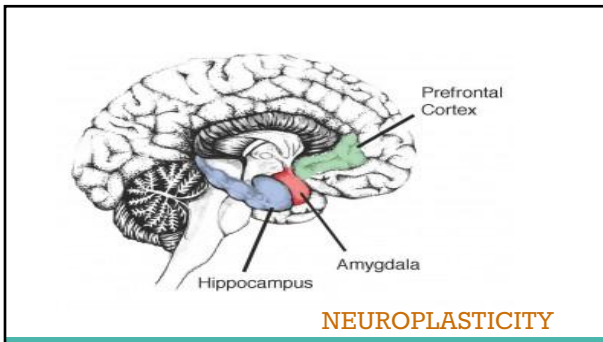 Prefrontal
Cortex
Amygdala
Hippocampus
NEUROPLASTICITY